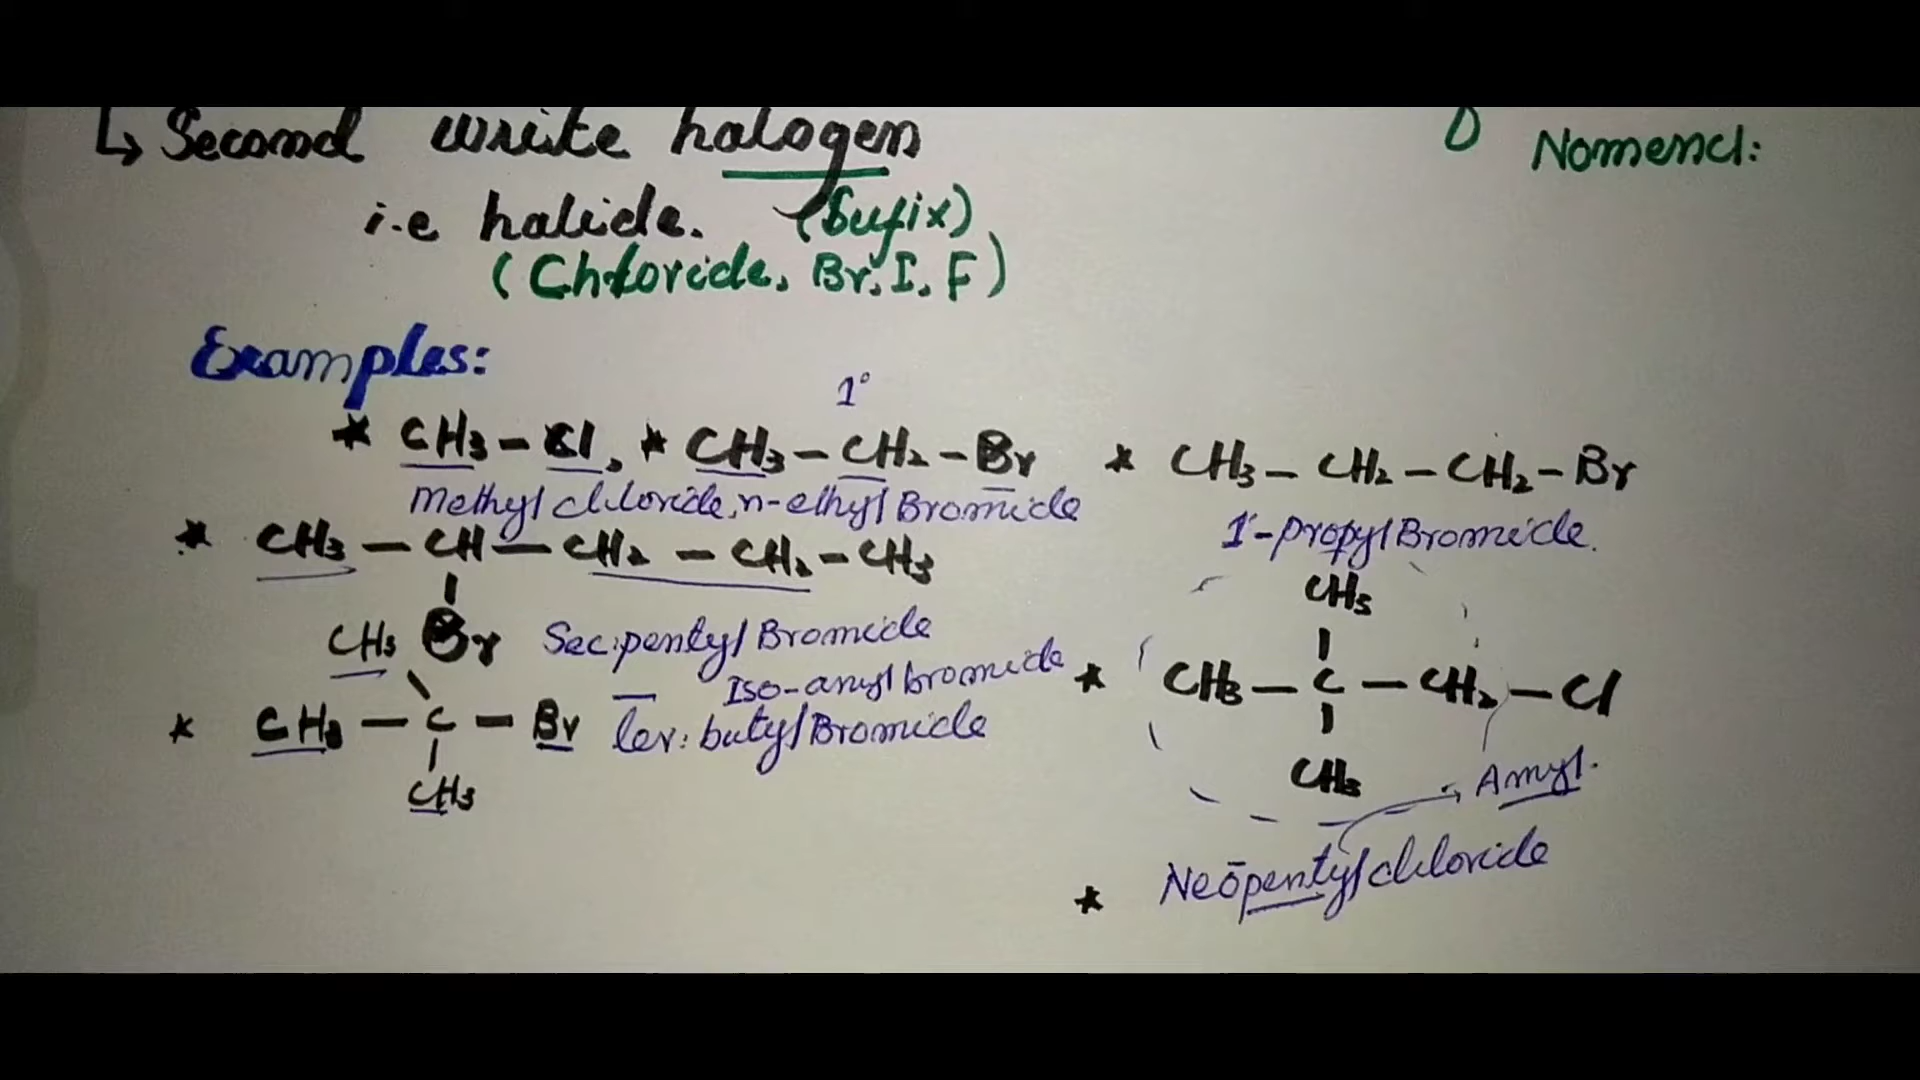 ↳ Second write halogen
i.e halide. (Sufix)
(Chloride, Br, I, F)
Nomencl:
Examples:
1°
* CH3 – Cl, * CH3 – CH2 – Br
Methyl chloride, n-ethyl Bromide
* CH3 – CH2 – CH2 – Br
1°-propyl Bromide.
* CH3 – CH – CH2 – CH2 – CH3
Br
Sec:pentyl Bromide
Iso-amyl bromide
CH3
* CH3 – C – Br
ter: butyl Bromide
CH3
CH3
* CH3 – C – CH2 – Cl
CH3
Amyl.
* Neopentyl chloride